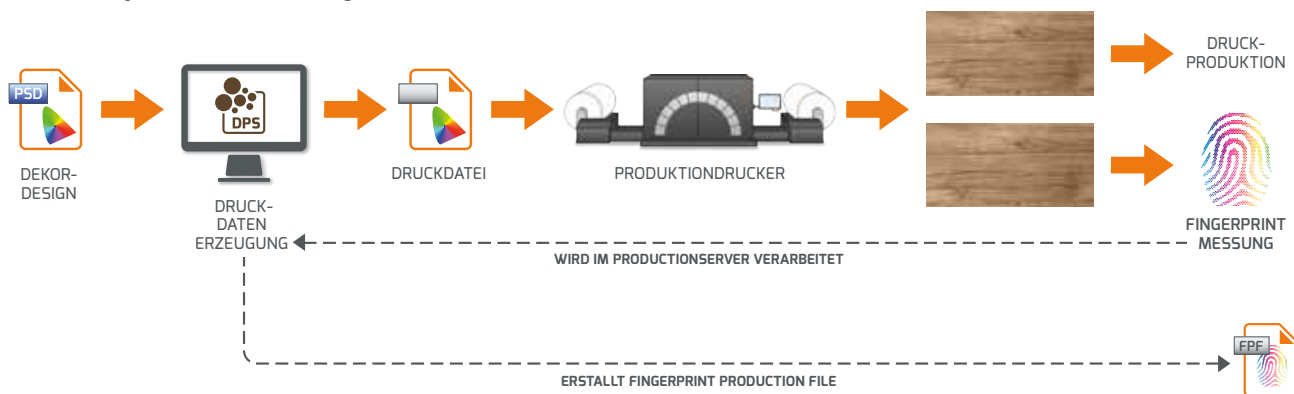 PSD
DEKOR-
DESIGN
DPS
DRUCK-
DATEN
ERZEUGUNG
DRUCKDATEI
PRODUKTIONDRUCKER
DRUCK-
PRODUKTION
FINGERPRINT
MESSUNG
WIRD IM PRODUCTIONSERVER VERARBEITET
FPF
ERSTALLT FINGERPRINT PRODUCTION FILE